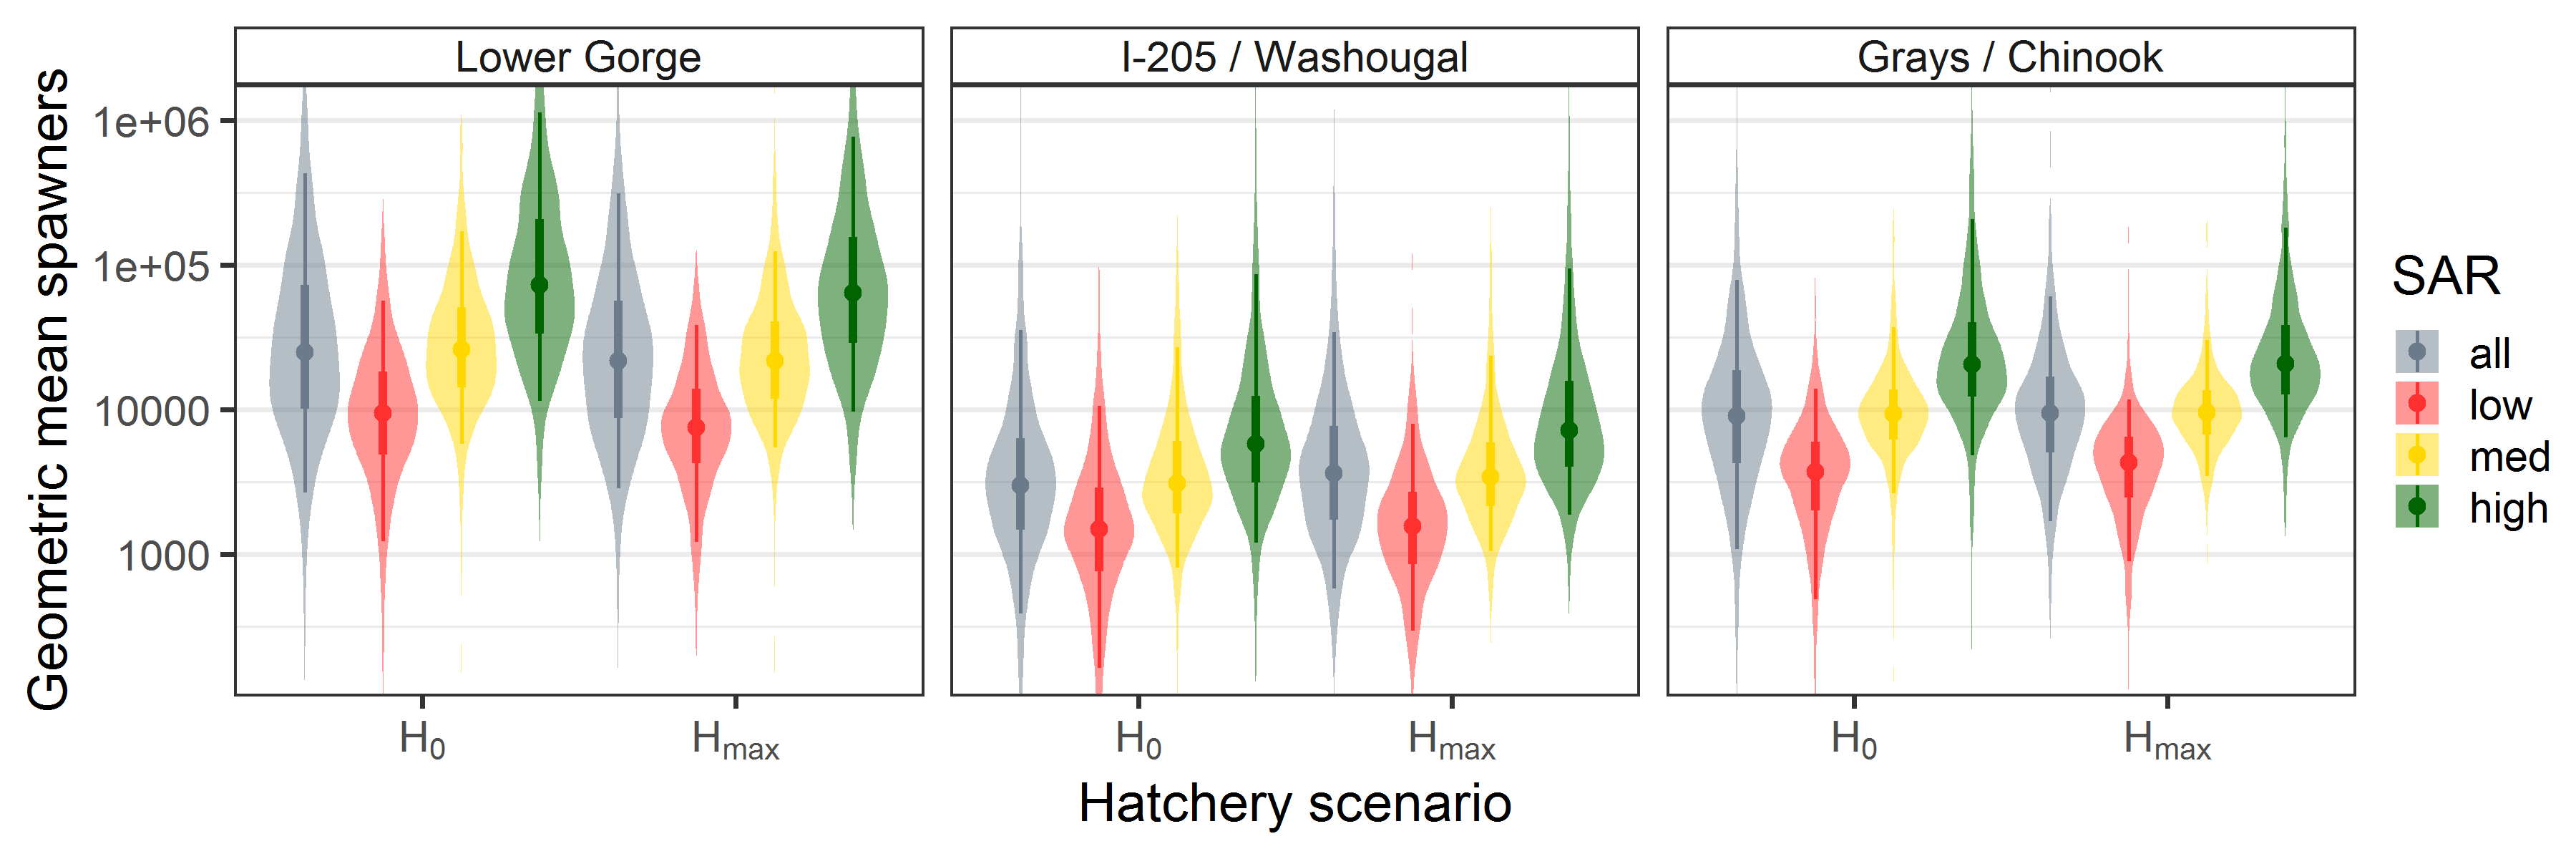 Lower Gorge
I-205 / Washougal
Grays / Chinook
Geometric mean spawners
1e+06
1e+05
10000
1000
H0
Hmax
H0
Hmax
H0
Hmax
Hatchery scenario
SAR
all
low
med
high